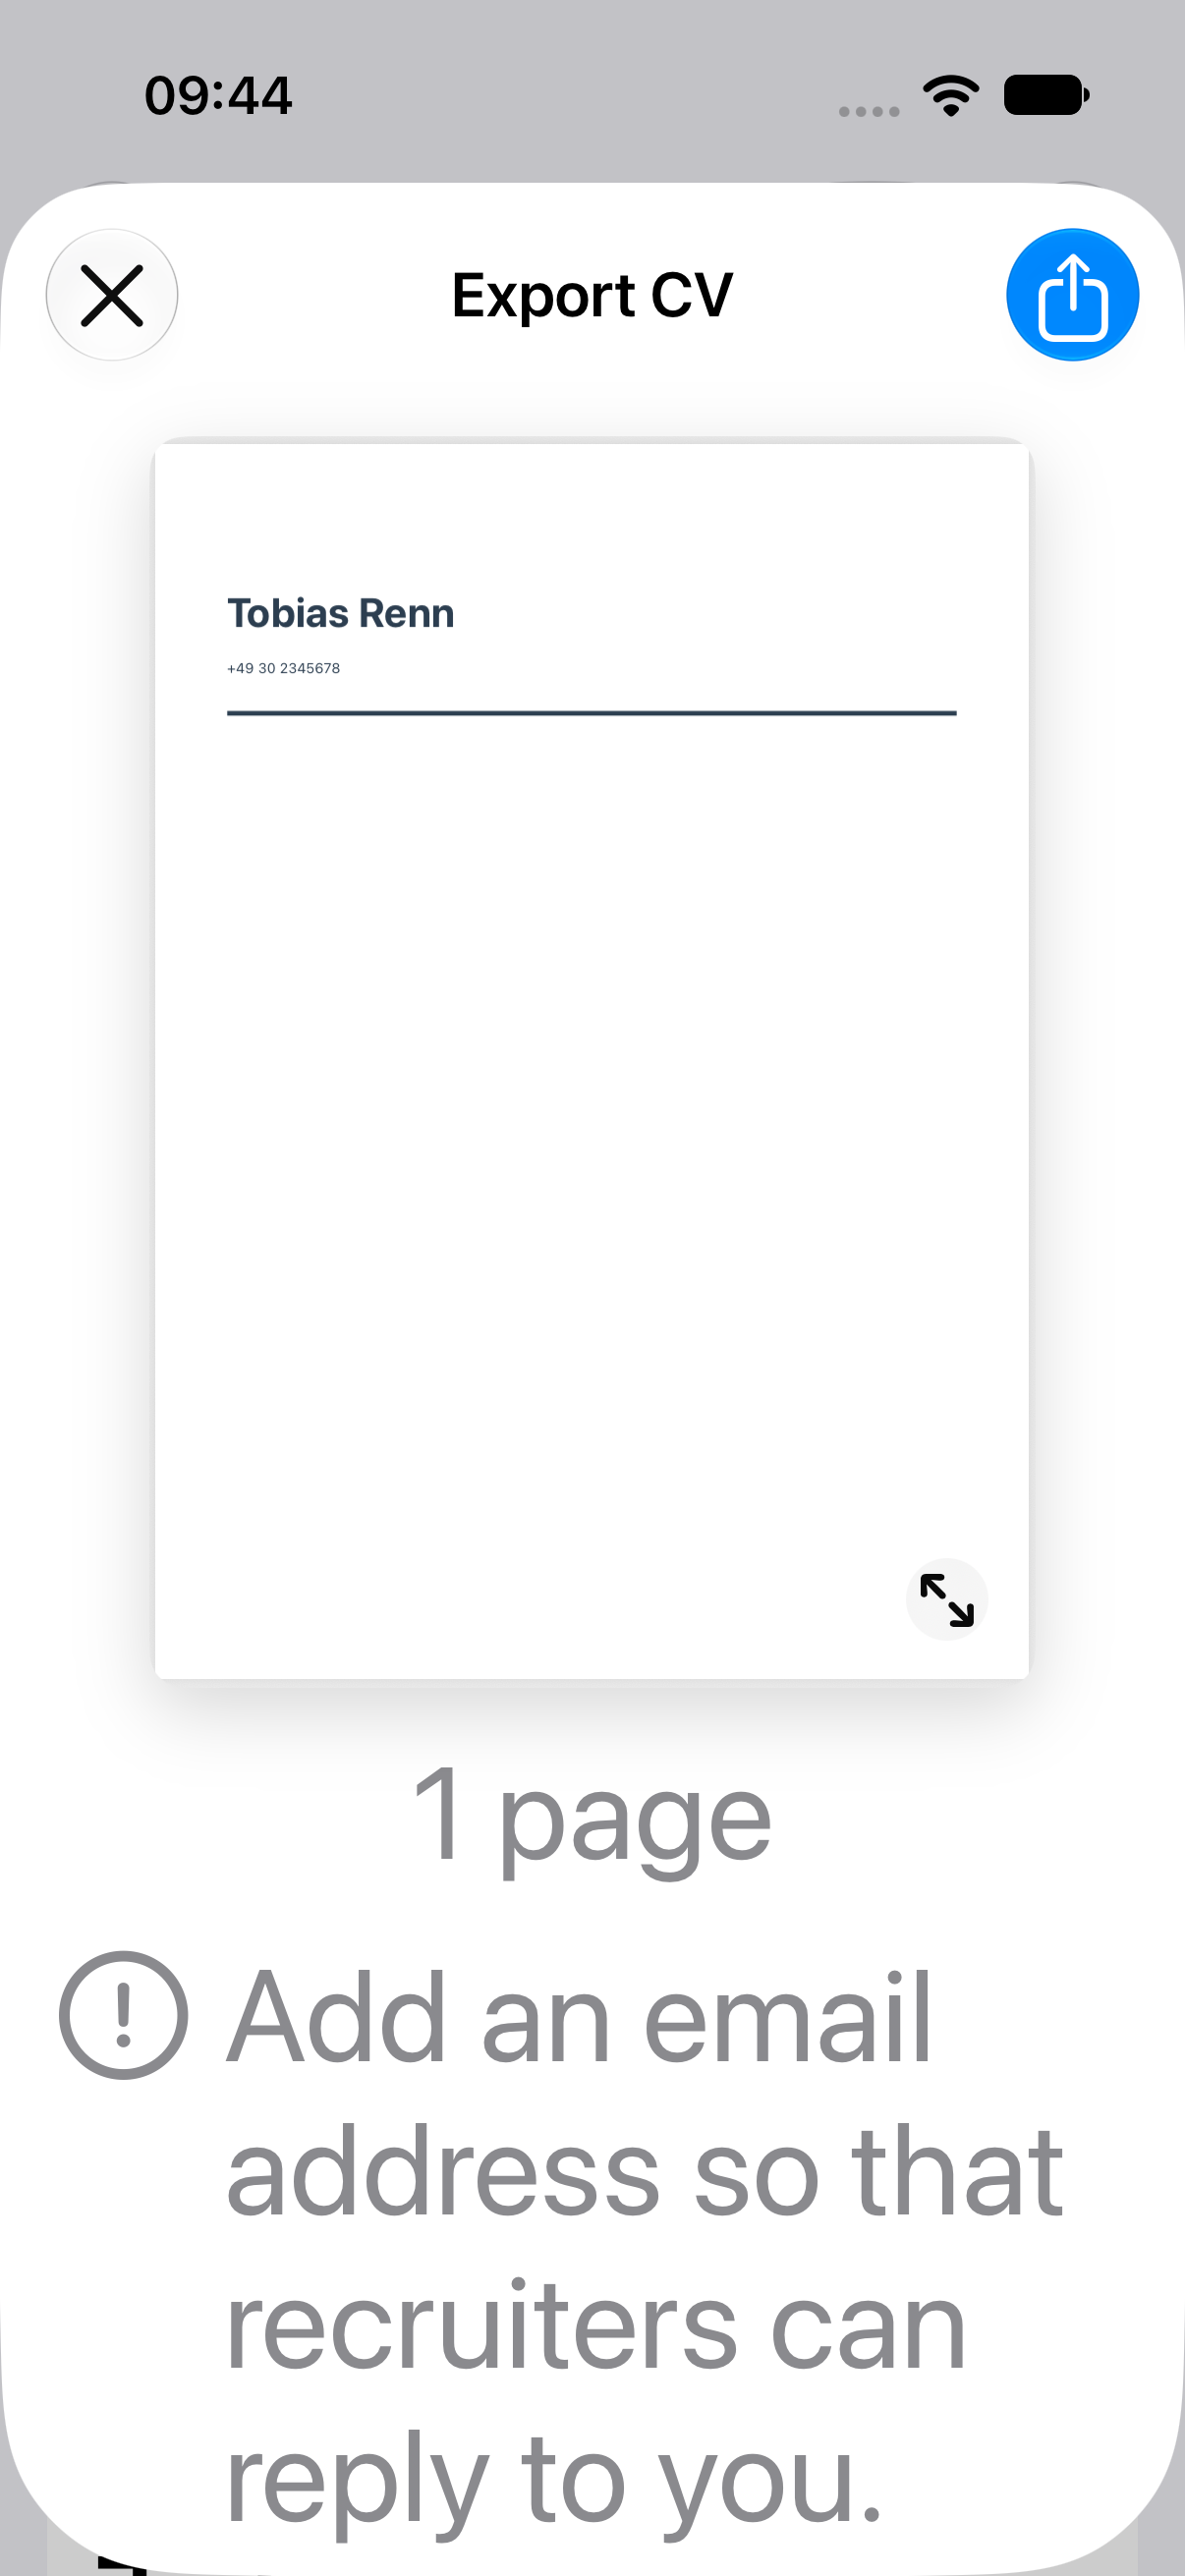 09:44
Export CV
Tobias Renn
+49 30 2345678
1 page
Add an email
address so that
recruiters can
reply to you.